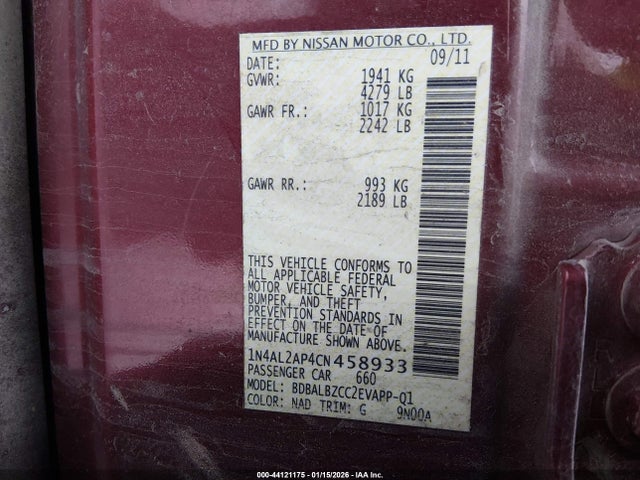 MFD BY NISSAN MOTOR CO., LTD.
DATE: 09/11
GVWR: 1941 KG
4279 LB
GAWR FR.: 1017 KG
2242 LB
GAWR RR.: 993 KG
2189 LB
THIS VEHICLE CONFORMS TO
ALL APPLICABLE FEDERAL
MOTOR VEHICLE SAFETY,
BUMPER, AND THEFT
PREVENTION STANDARDS IN
EFFECT ON THE DATE OF
MANUFACTURE SHOWN ABOVE.
1N4AL2AP4CN458933
PASSENGER CAR 660
MODEL: BDBALBZCC2EVAPP-Q1
COLOR: NAD TRIM: G 9N00A
000-44121175 - 01/15/2026 - IAA Inc.